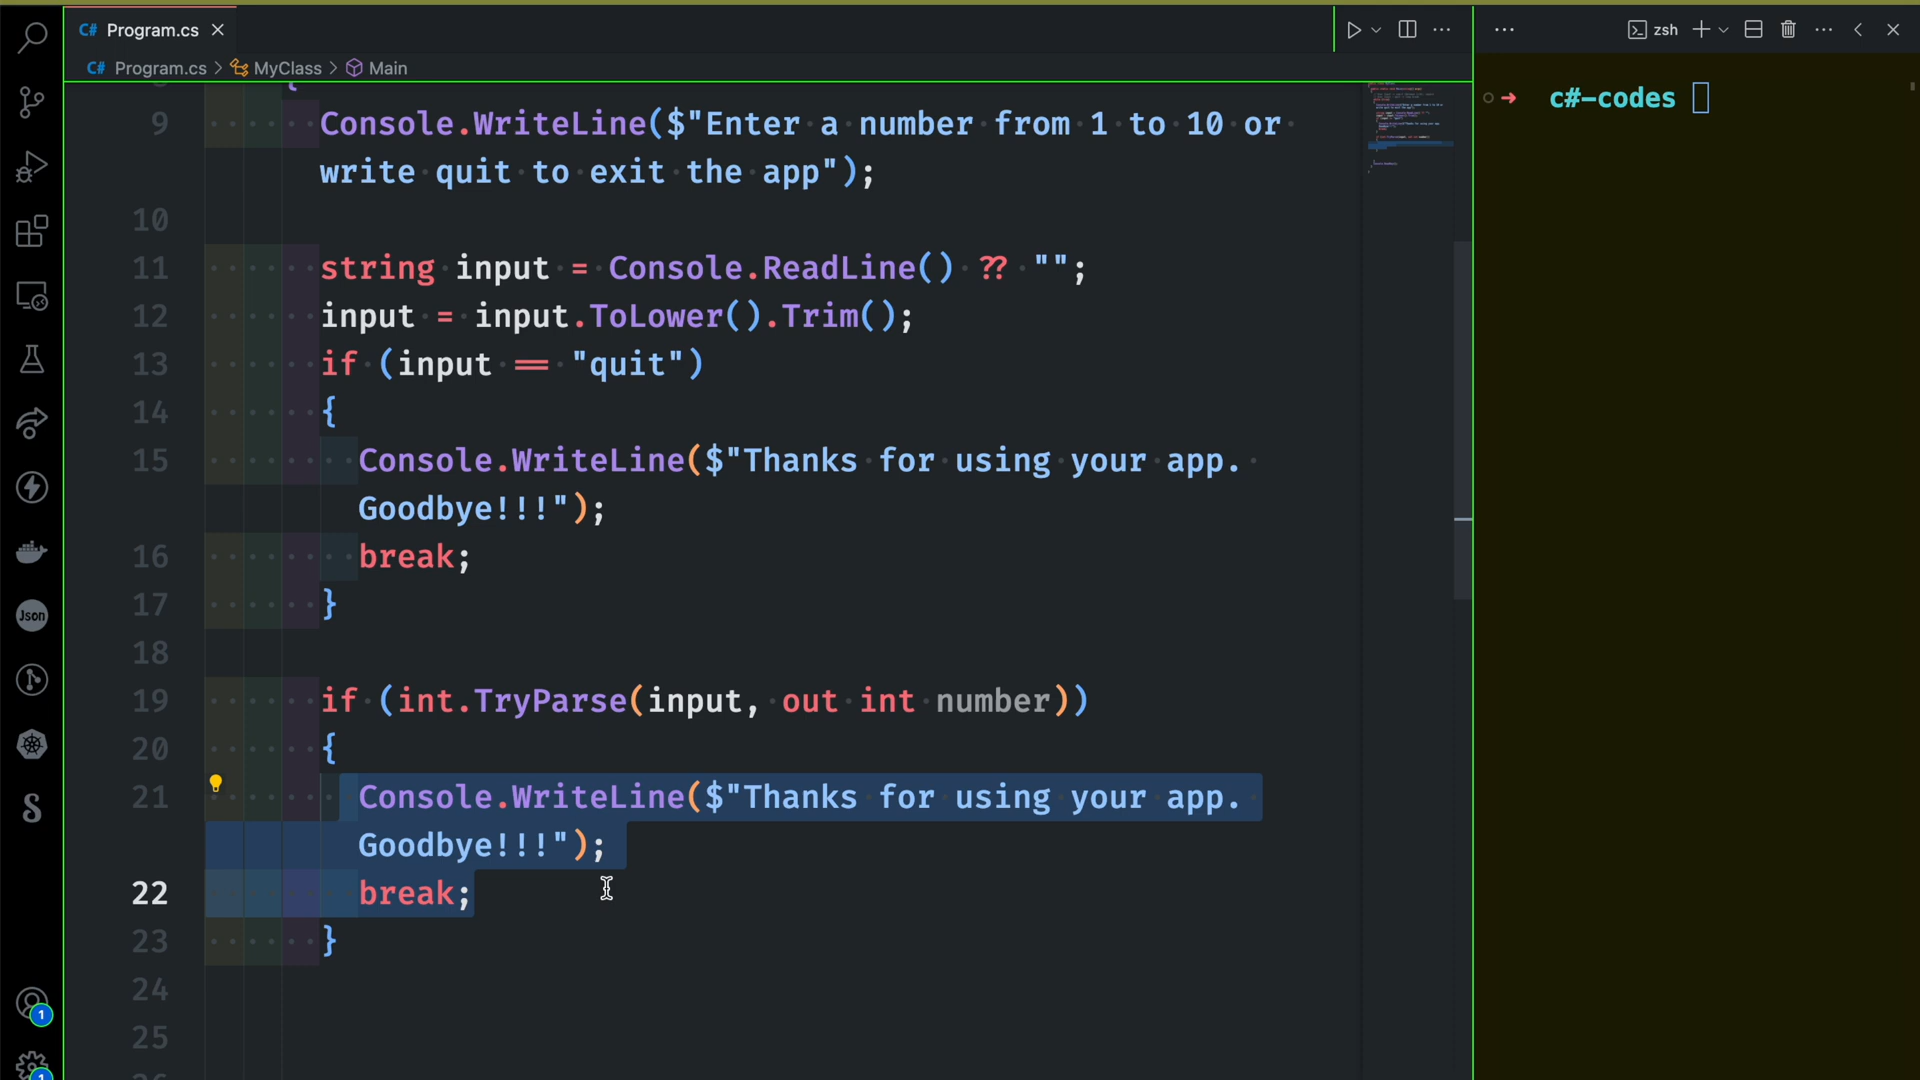 C# Program.cs
zsh
C# Program.cs > MyClass > Main
c#-codes
9 Console.WriteLine($"Enter a number from 1 to 10 or
write quit to exit the app");
10
11 string input = Console.ReadLine() ?? "";
12 input = input.ToLower().Trim();
13 if (input == "quit")
14 {
15 Console.WriteLine($"Thanks for using your app.
Goodbye!!!");
16 break;
17 }
18
19 if (int.TryParse(input, out int number))
20 {
21 Console.WriteLine($"Thanks for using your app.
Goodbye!!!");
22 break;
23 }
24
25
Json
1
1